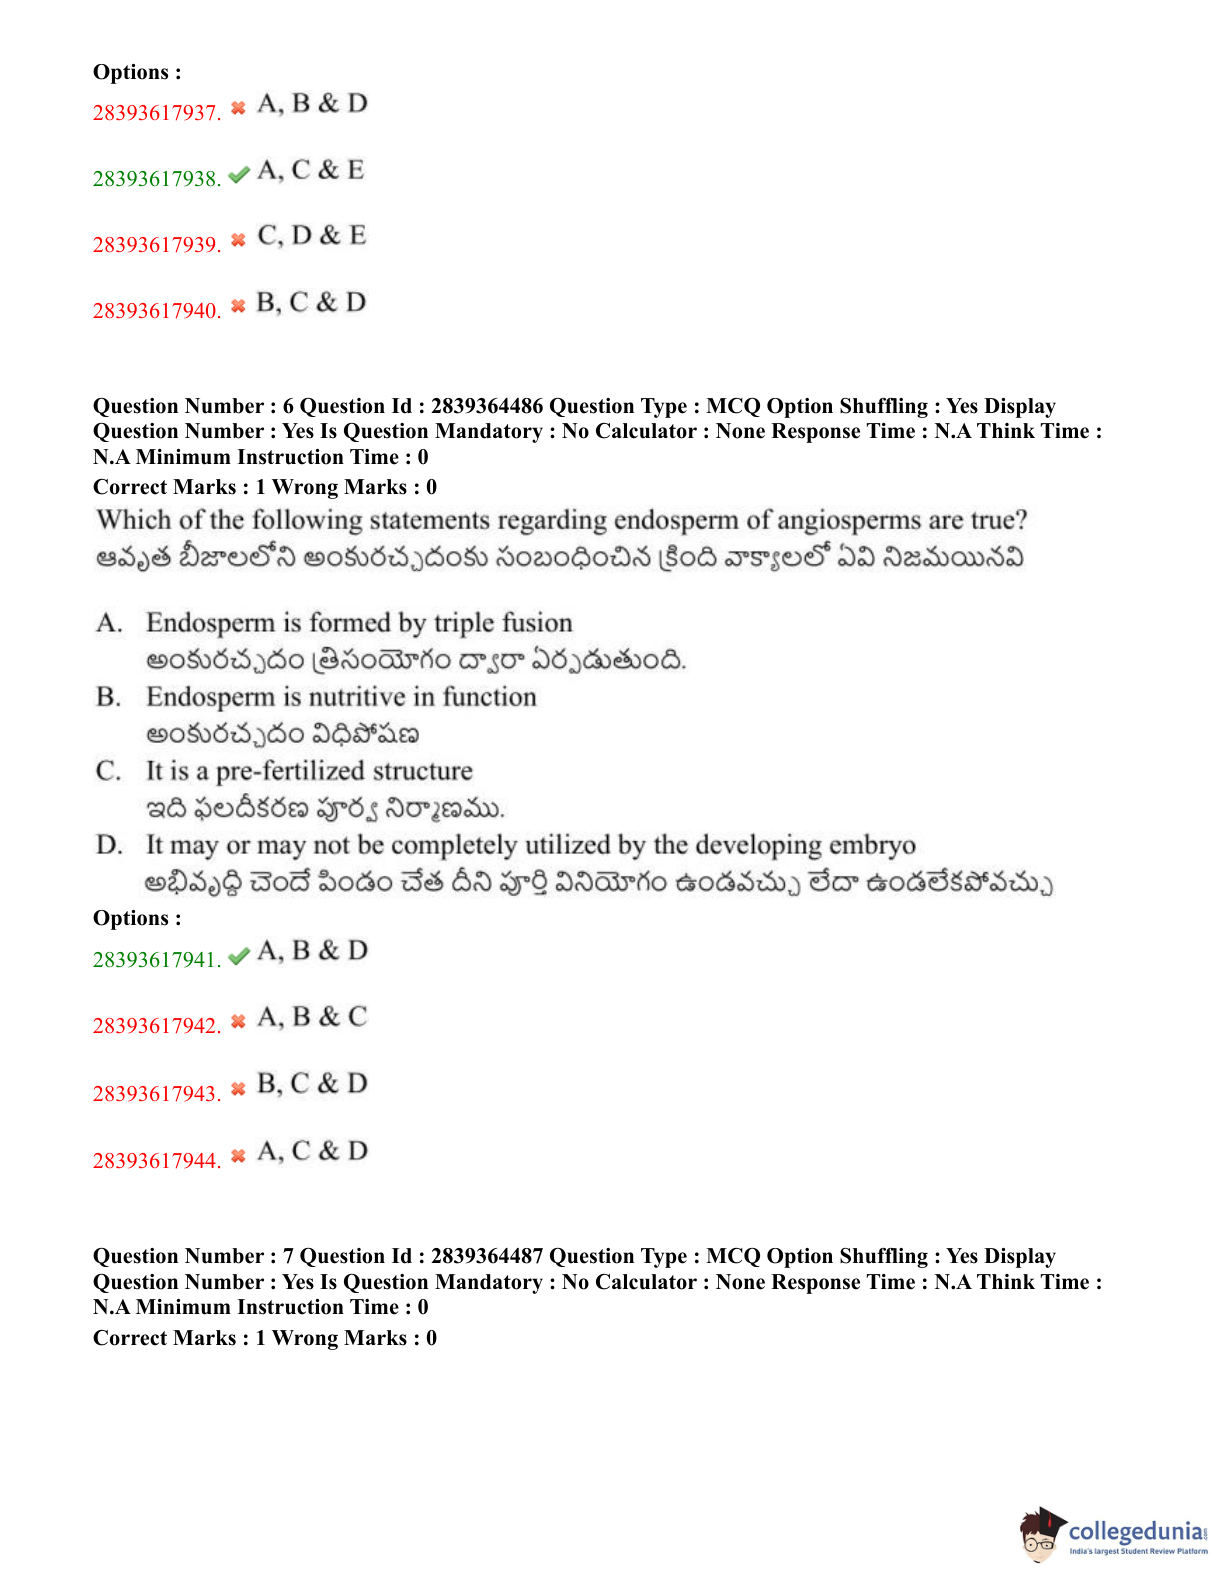 Options :
28393617937. A, B & D
28393617938. A, C & E
28393617939. C, D & E
28393617940. B, C & D
Question Number : 6 Question Id : 2839364486 Question Type : MCQ Option Shuffling : Yes Display
Question Number : Yes Is Question Mandatory : No Calculator : None Response Time : N.A Think Time :
N.A Minimum Instruction Time : 0
Correct Marks : 1 Wrong Marks : 0
Which of the following statements regarding endosperm of angiosperms are true?
ఆవృత బీజాలలోని అంకురచ్ఛదంకు సంబంధించిన క్రింది వాక్యాలలో ఏవి నిజమయినవి
A. Endosperm is formed by triple fusion
అంకురచ్ఛదం త్రిసంయోగం ద్వారా ఏర్పడుతుంది.
B. Endosperm is nutritive in function
అంకురచ్ఛదం విధిపోషణ
C. It is a pre-fertilized structure
ఇది ఫలదీకరణ పూర్వ నిర్మాణము.
D. It may or may not be completely utilized by the developing embryo
అభివృద్ధి చెందే పిండం చేత దీని పూర్తి వినియోగం ఉండవచ్చు లేదా ఉండలేకపోవచ్చు
Options :
28393617941. A, B & D
28393617942. A, B & C
28393617943. B, C & D
28393617944. A, C & D
Question Number : 7 Question Id : 2839364487 Question Type : MCQ Option Shuffling : Yes Display
Question Number : Yes Is Question Mandatory : No Calculator : None Response Time : N.A Think Time :
N.A Minimum Instruction Time : 0
Correct Marks : 1 Wrong Marks : 0
collegedunia
India's largest Student Review Platform